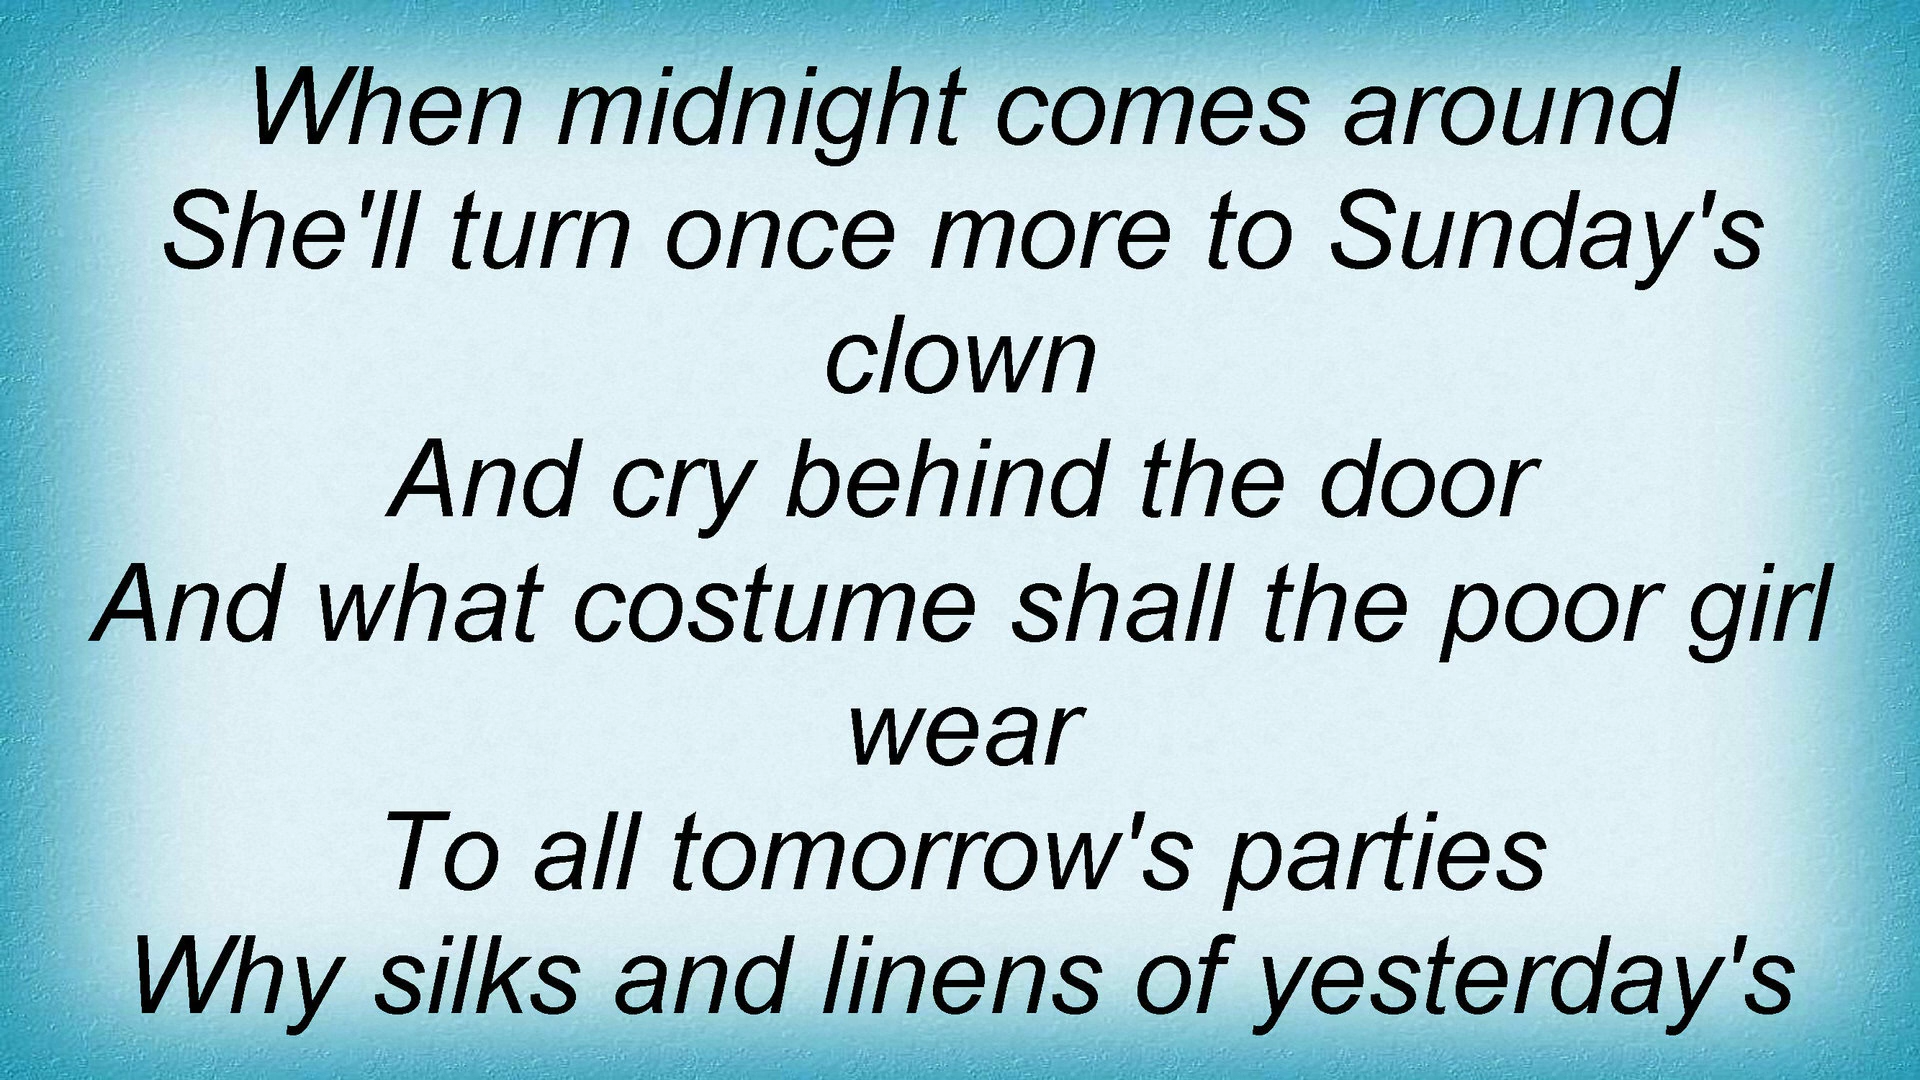 When midnight comes around
She'll turn once more to Sunday's
clown
And cry behind the door
And what costume shall the poor girl
wear
To all tomorrow's parties
Why silks and linens of yesterday's